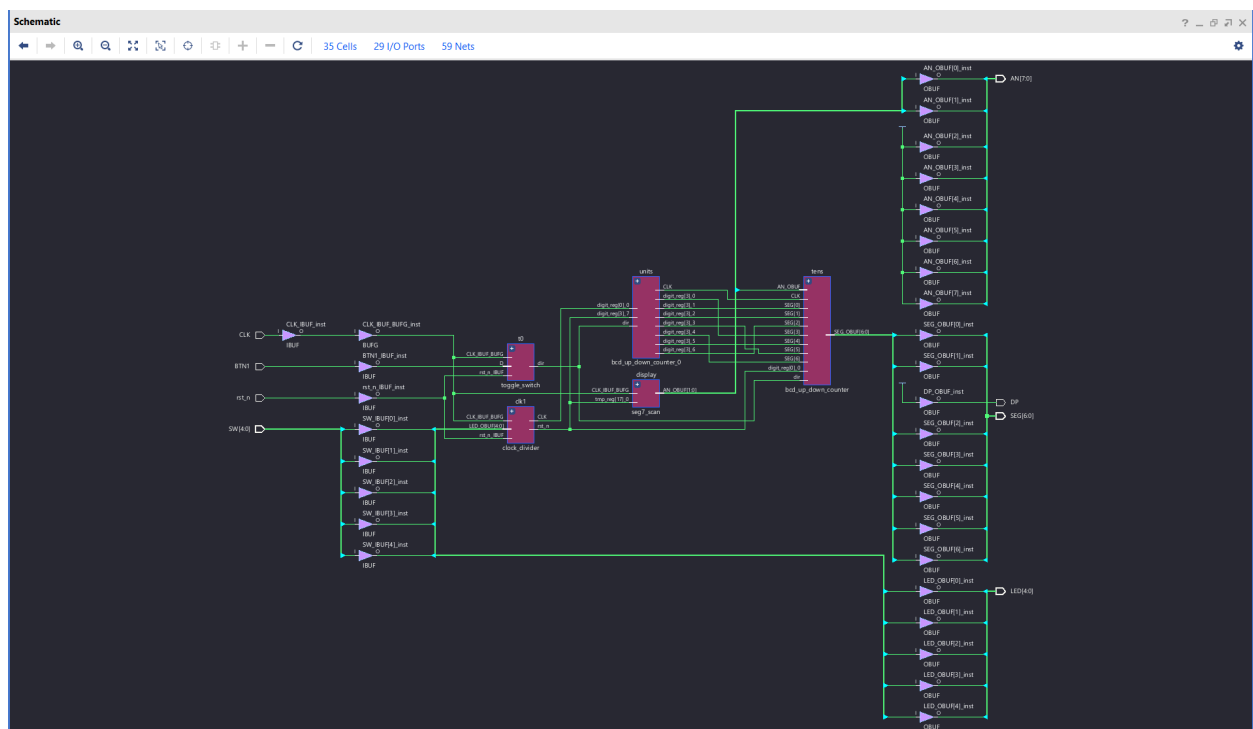 Schematic
35 Cells 29 I/O Ports 59 Nets
AN_OBUF[0]_inst
I O
OBUF
AN[7:0]
AN_OBUF[1]_inst
I O
OBUF
AN_OBUF[2]_inst
I O
OBUF
AN_OBUF[3]_inst
I O
OBUF
AN_OBUF[4]_inst
I O
OBUF
AN_OBUF[5]_inst
I O
OBUF
AN_OBUF[6]_inst
I O
OBUF
AN_OBUF[7]_inst
I O
OBUF
CLK
CLK_IBUF_inst
I O
IBUF
CLK_IBUF_BUFG_inst
I O
BUFG
BTN1
BTN1_IBUF_inst
I O
IBUF
rst_n
rst_n_IBUF_inst
I O
IBUF
SW[4:0]
SW_IBUF[0]_inst
I O
IBUF
SW_IBUF[1]_inst
I O
IBUF
SW_IBUF[2]_inst
I O
IBUF
SW_IBUF[3]_inst
I O
IBUF
SW_IBUF[4]_inst
I O
IBUF
t0
CLK_IBUF_BUFG
D
rst_n_IBUF
dir
toggle_switch
clk1
CLK_IBUF_BUFG
LED_OBUF[4:0]
rst_n_IBUF
CLK
rst_n
clock_divider
units
digit_reg[0]_0
digit_reg[3]_7
dir
CLK
digit_reg[3]_0
digit_reg[3]_1
digit_reg[3]_2
digit_reg[3]_3
digit_reg[3]_4
digit_reg[3]_5
digit_reg[3]_6
bcd_up_down_counter_0
display
CLK_IBUF_BUFG
tmp_reg[17]_0
AN_OBUF[1:0]
seg7_scan
tens
AN_OBUF
CLK
SEG[0]
SEG[1]
SEG[2]
SEG[3]
SEG[4]
SEG[5]
SEG[6]
digit_reg[0]_0
dir
SEG_OBUF[6:0]
bcd_up_down_counter
SEG_OBUF[0]_inst
I O
OBUF
SEG_OBUF[1]_inst
I O
OBUF
DP_OBUF_inst
I O
OBUF
DP
SEG[6:0]
SEG_OBUF[2]_inst
I O
OBUF
SEG_OBUF[3]_inst
I O
OBUF
SEG_OBUF[4]_inst
I O
OBUF
SEG_OBUF[5]_inst
I O
OBUF
SEG_OBUF[6]_inst
I O
OBUF
LED_OBUF[0]_inst
I O
OBUF
LED[4:0]
LED_OBUF[1]_inst
I O
OBUF
LED_OBUF[2]_inst
I O
OBUF
LED_OBUF[3]_inst
I O
OBUF
LED_OBUF[4]_inst
I O
OBUF